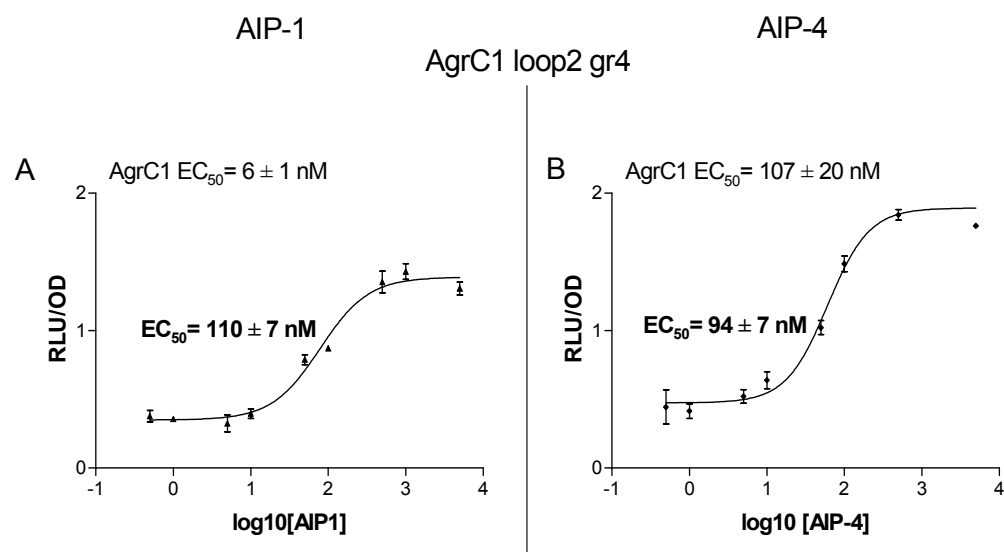 AIP-1
AIP-4
AgrC1 loop2 gr4
A
AgrC1 EC50= 6 ± 1 nM
2
1
0
RLU/OD
EC50= 110 ± 7 nM
-1 0 1 2 3 4
log10[AIP1]
B
AgrC1 EC50= 107 ± 20 nM
2
1
0
RLU/OD
EC50= 94 ± 7 nM
-1 0 1 2 3 4
log10 [AIP-4]